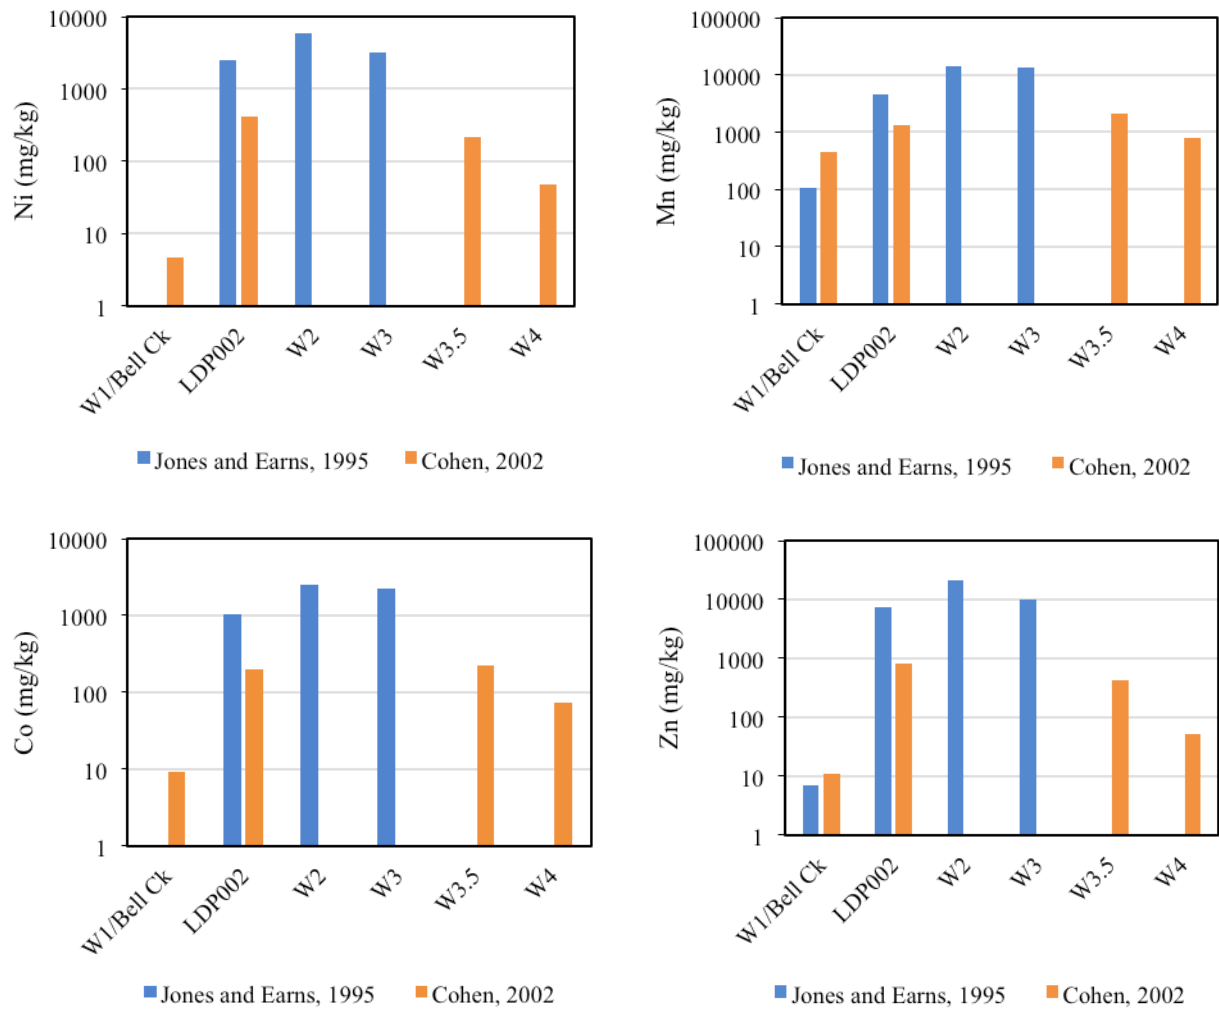 10000
1000
100
10
1
Ni (mg/kg)
W1/Bell Ck
LDP002
W2
W3
W3.5
W4
Jones and Earns, 1995 Cohen, 2002
100000
10000
1000
100
10
1
Mn (mg/kg)
W1/Bell Ck
LDP002
W2
W3
W3.5
W4
Jones and Earns, 1995 Cohen, 2002
10000
1000
100
10
1
Co (mg/kg)
W1/Bell Ck
LDP002
W2
W3
W3.5
W4
Jones and Earns, 1995 Cohen, 2002
100000
10000
1000
100
10
1
Zn (mg/kg)
W1/Bell Ck
LDP002
W2
W3
W3.5
W4
Jones and Earns, 1995 Cohen, 2002